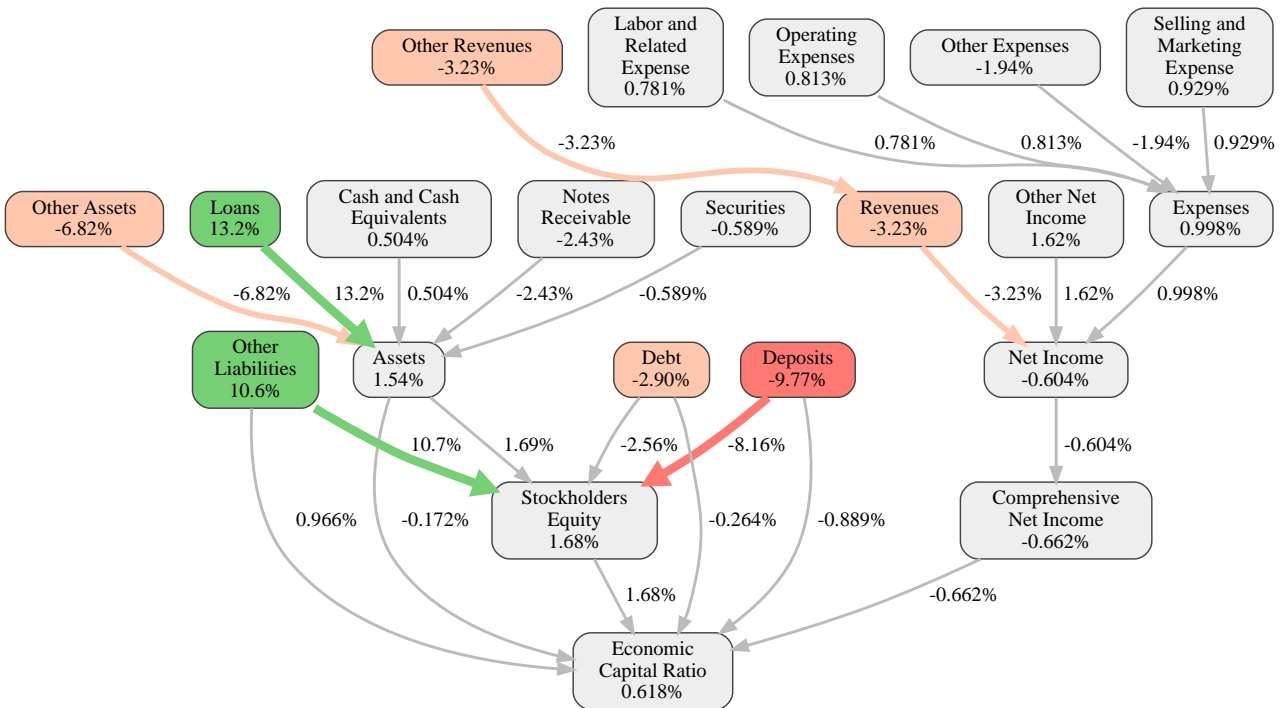 Other Revenues
-3.23%
Labor and
Related
Expense
0.781%
Operating
Expenses
0.813%
Other Expenses
-1.94%
Selling and
Marketing
Expense
0.929%
-3.23%
0.781%
0.813%
-1.94%
0.929%
Other Assets
-6.82%
Loans
13.2%
Cash and Cash
Equivalents
0.504%
Notes
Receivable
-2.43%
Securities
-0.589%
Revenues
-3.23%
Other Net
Income
1.62%
Expenses
0.998%
-6.82%
13.2%
0.504%
-2.43%
-0.589%
-3.23%
1.62%
0.998%
Other
Liabilities
10.6%
Assets
1.54%
Debt
-2.90%
Deposits
-9.77%
Net Income
-0.604%
10.7%
1.69%
-2.56%
-8.16%
-0.604%
Stockholders
Equity
1.68%
Comprehensive
Net Income
-0.662%
0.966%
-0.172%
-0.264%
-0.889%
1.68%
-0.662%
Economic
Capital Ratio
0.618%